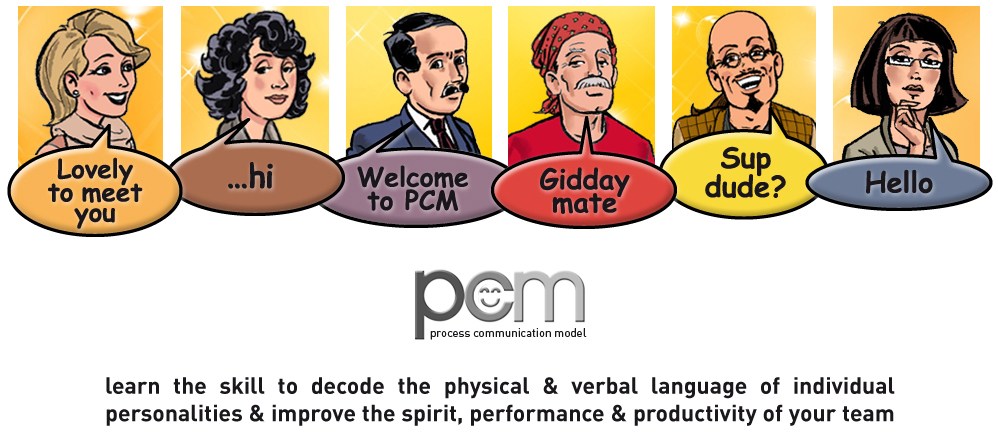 Lovely
to meet
you
...hi
Welcome
to PCM
Gidday
mate
Sup
dude?
Hello
pcm
process communication model
learn the skill to decode the physical & verbal language of individual
personalities & improve the spirit, performance & productivity of your team